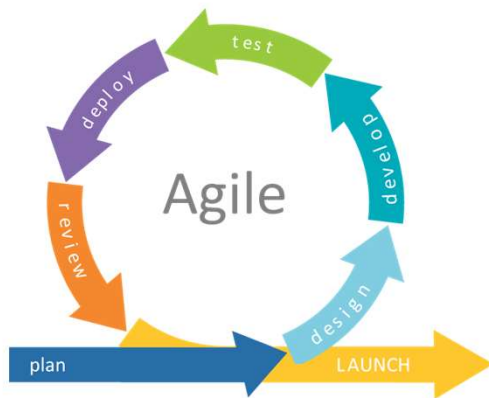 test
deploy
develop
Agile
review
design
plan
LAUNCH